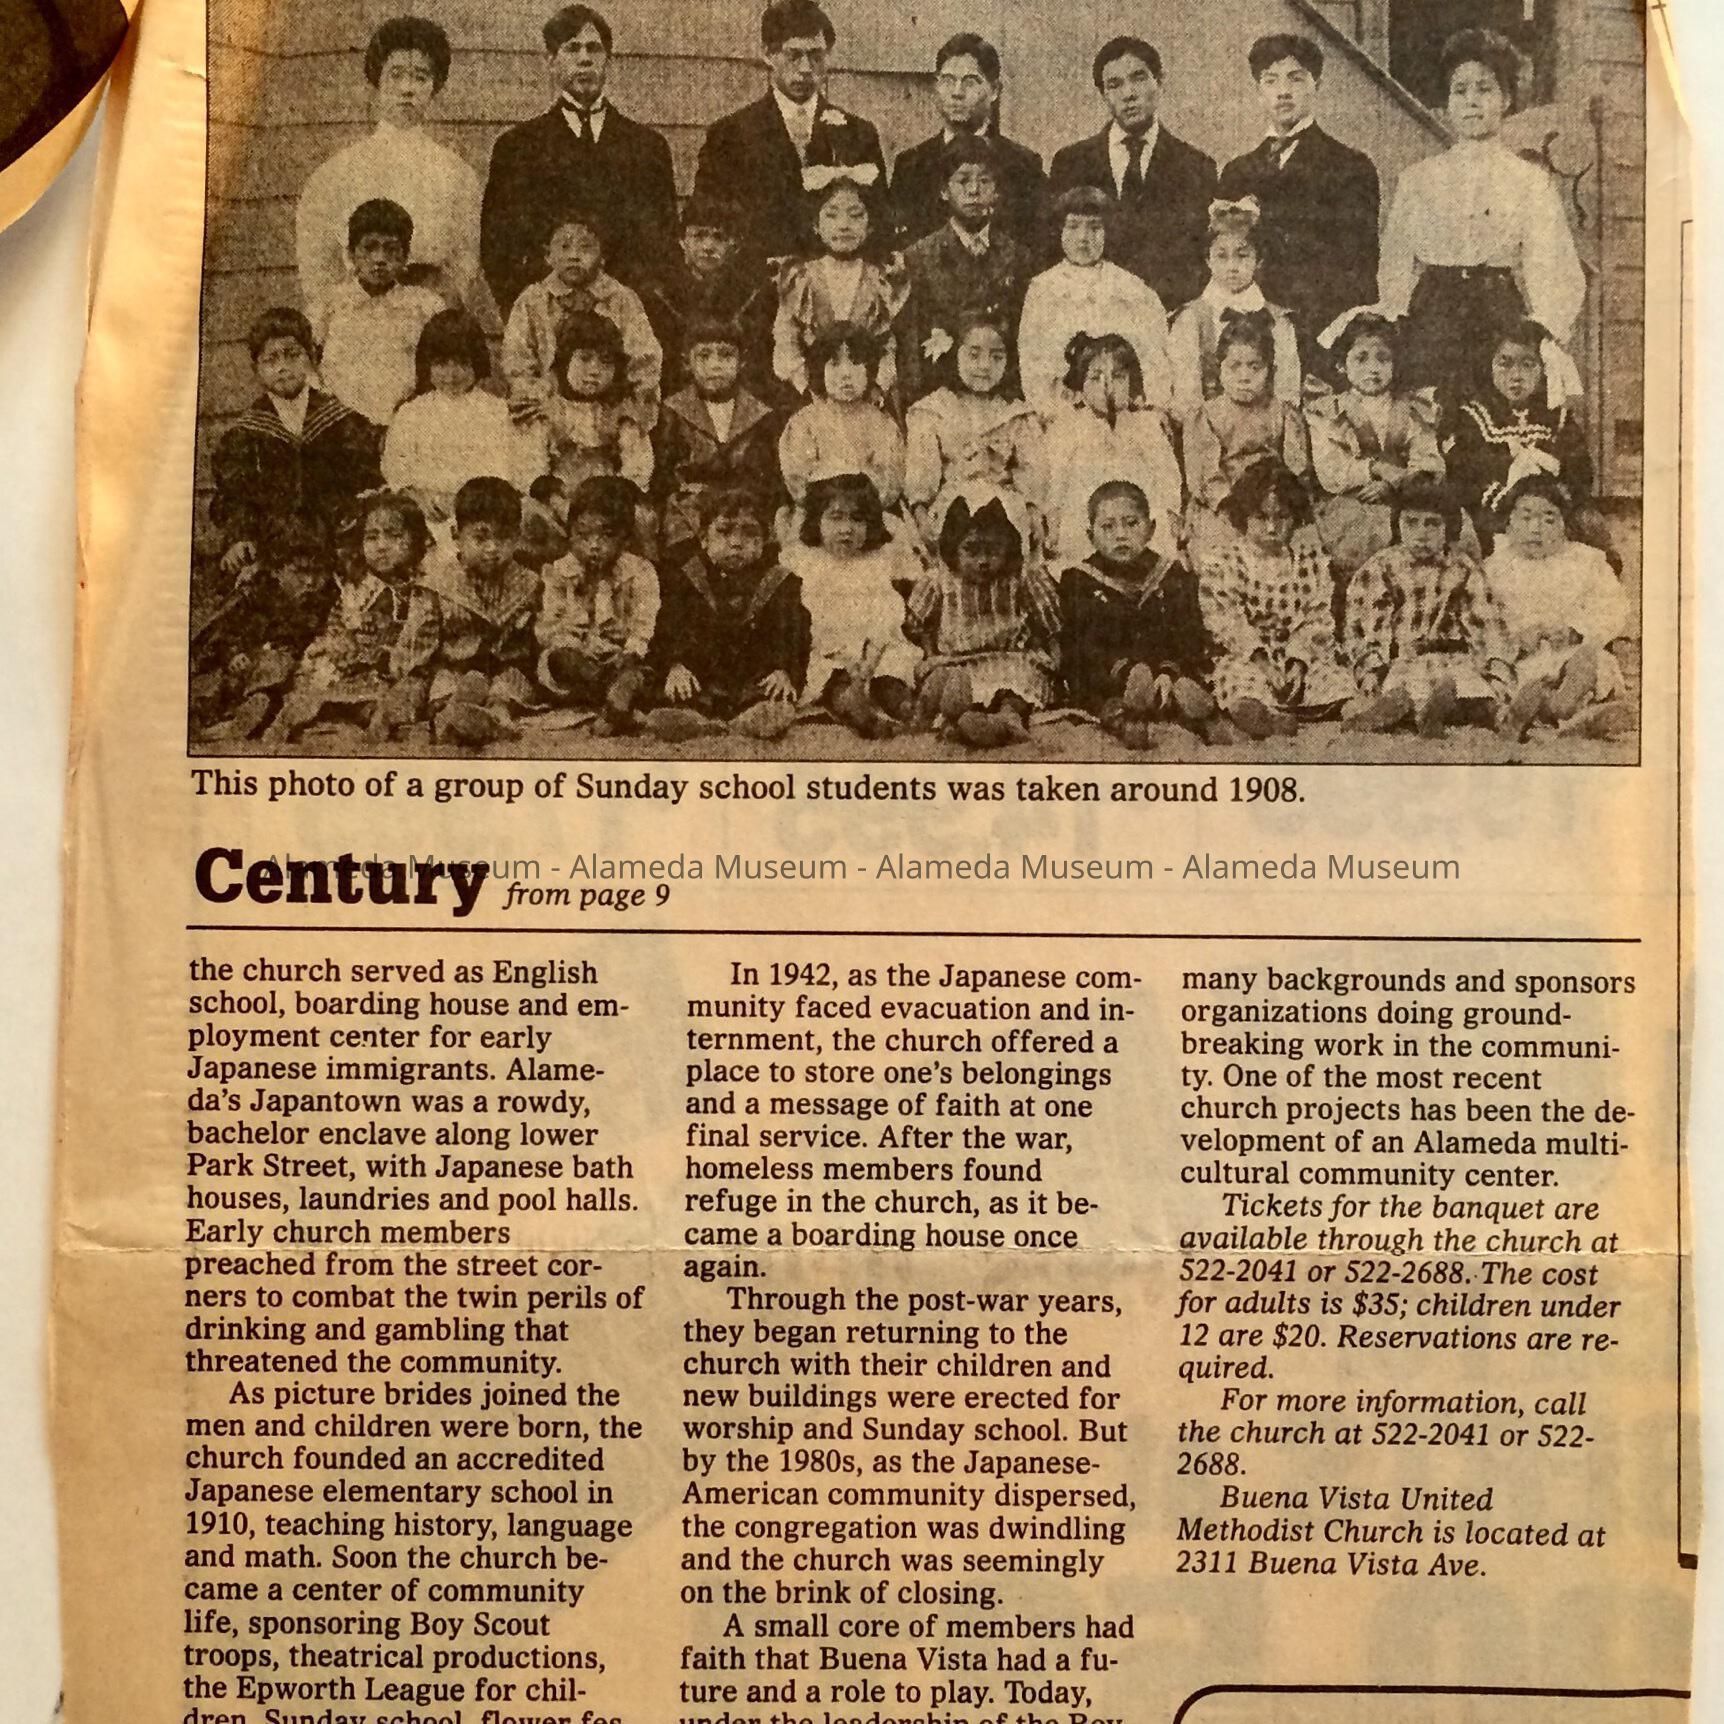 This photo of a group of Sunday school students was taken around 1908.
Alameda Museum - Alameda Museum - Alameda Museum - Alameda Museum
Century from page 9
the church served as English
school, boarding house and em-
ployment center for early
Japanese immigrants. Alame-
da's Japantown was a rowdy,
bachelor enclave along lower
Park Street, with Japanese bath
houses, laundries and pool halls.
Early church members
preached from the street cor-
ners to combat the twin perils of
drinking and gambling that
threatened the community.
As picture brides joined the
men and children were born, the
church founded an accredited
Japanese elementary school in
1910, teaching history, language
and math. Soon the church be-
came a center of community
life, sponsoring Boy Scout
troops, theatrical productions,
the Epworth League for chil-
dren, Sunday school, flower fes
In 1942, as the Japanese com-
munity faced evacuation and in-
ternment, the church offered a
place to store one's belongings
and a message of faith at one
final service. After the war,
homeless members found
refuge in the church, as it be-
came a boarding house once
again.
Through the post-war years,
they began returning to the
church with their children and
new buildings were erected for
worship and Sunday school. But
by the 1980s, as the Japanese-
American community dispersed,
the congregation was dwindling
and the church was seemingly
on the brink of closing.
A small core of members had
faith that Buena Vista had a fu-
ture and a role to play. Today,
under the leadership of the Rev
many backgrounds and sponsors
organizations doing ground-
breaking work in the communi-
ty. One of the most recent
church projects has been the de-
velopment of an Alameda multi-
cultural community center.
Tickets for the banquet are
available through the church at
522-2041 or 522-2688. The cost
for adults is $35; children under
12 are $20. Reservations are re-
quired.
For more information, call
the church at 522-2041 or 522-
2688.
Buena Vista United
Methodist Church is located at
2311 Buena Vista Ave.